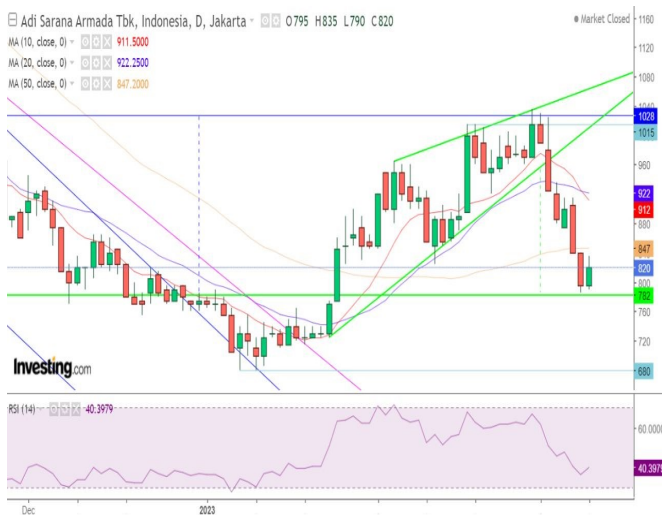 Adi Sarana Armada Tbk, Indonesia, D, Jakarta O795 H835 L790 C820
Market Closed
MA (10, close, 0) 911.5000
MA (20, close, 0) 922.2500
MA (50, close, 0) 847.2000
1160
1120
1080
1040
1028
1015
960
922
912
880
847
820
800
782
760
720
680
Investing.com
RSI (14) 40.3979
60.0000
40.3979
Dec
2023